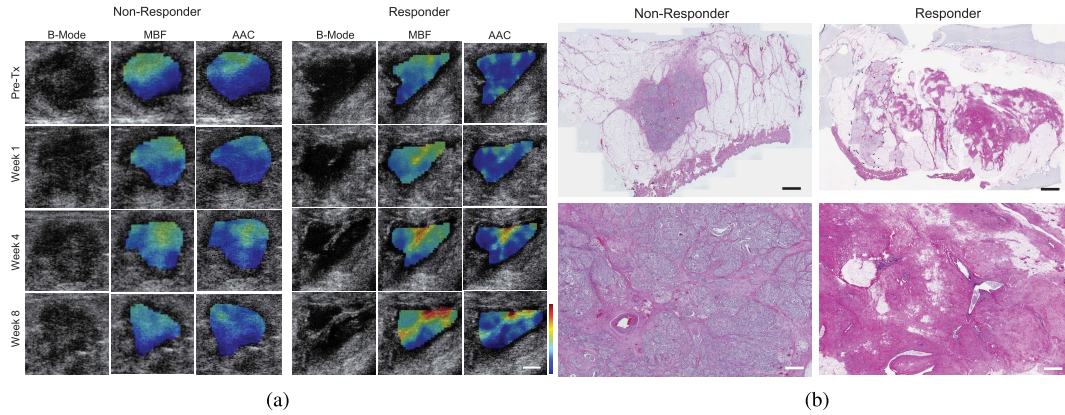 Non-Responder Responder Non-Responder Responder
B-Mode MBF AAC B-Mode MBF AAC
Pre-Tx
Week 1
Week 4
Week 8
(a) (b)